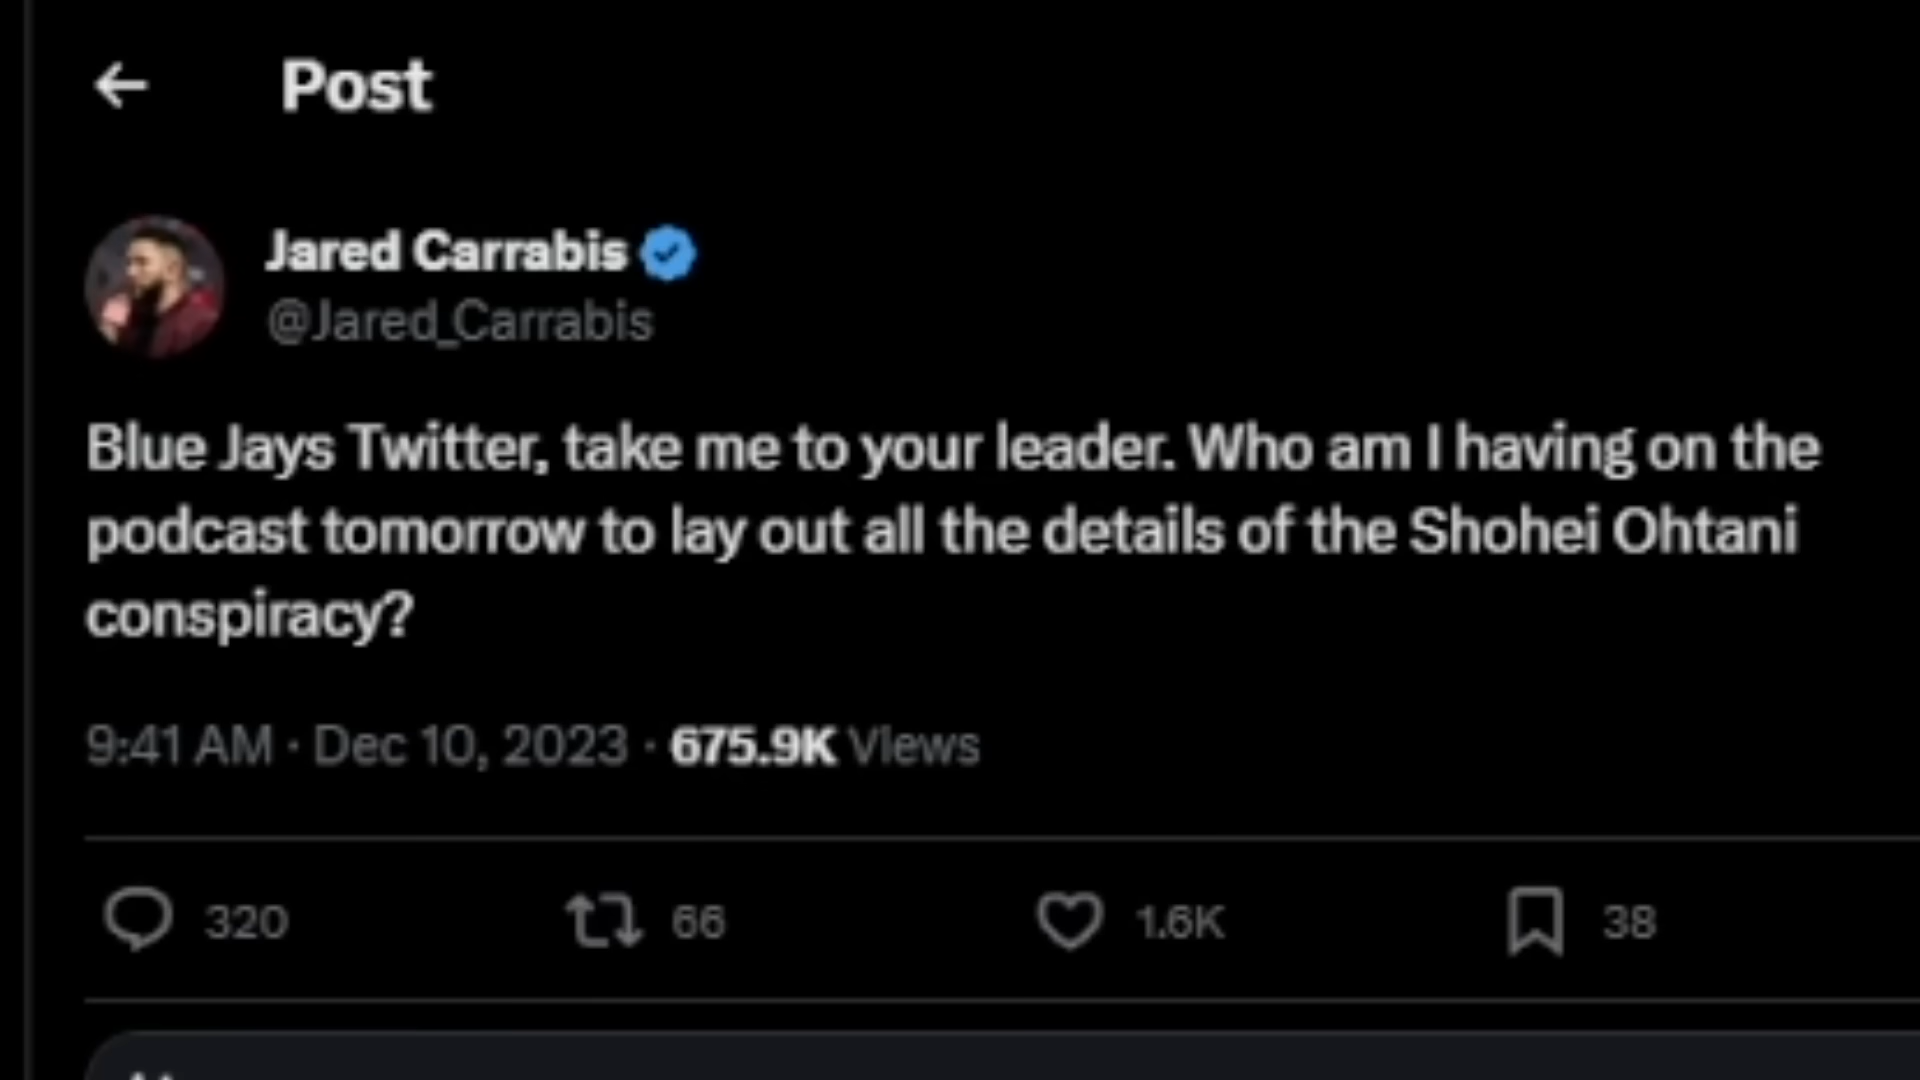 Post
Jared Carrabis
@Jared_Carrabis
Blue Jays Twitter, take me to your leader. Who am I having on the
podcast tomorrow to lay out all the details of the Shohei Ohtani
conspiracy?
9:41 AM · Dec 10, 2023 · 675.9K Views
320 66 1.6K 38